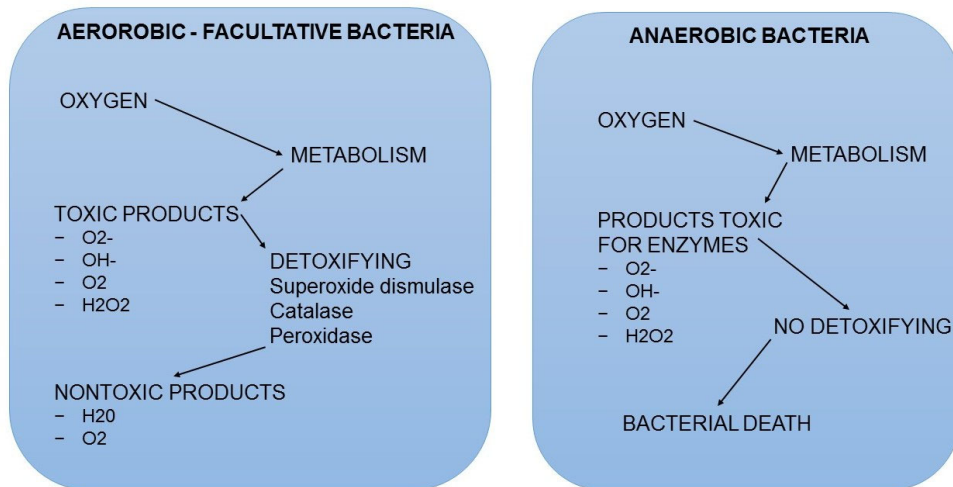 AERОROBIC - FACULTATIVE BACTERIA
OXYGEN
METABOLISM
TOXIC PRODUCTS
– O2-
– OH-
– O2
– H2O2
DETOXIFYING
Superoxide dismulase
Catalase
Peroxidase
NONTOXIC PRODUCTS
– H20
– O2
ANAEROBIC BACTERIA
OXYGEN
METABOLISM
PRODUCTS TOXIC
FOR ENZYMES
– O2-
– OH-
– O2
– H2O2
NO DETOXIFYING
BACTERIAL DEATH